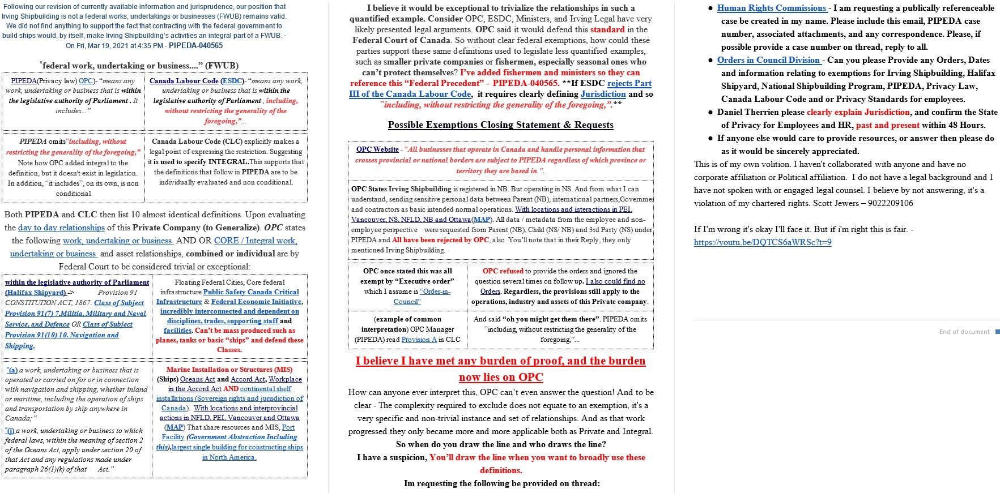 Following our revision of currently available information and jurisprudence, our position that
Irving Shipbuilding is not a federal works, undertakings or businesses (FWUB) remains valid.
We did not find anything to support the fact that contracting with the federal government to
build ships would, by itself, make Irving Shipbuilding's activities an integral part of a FWUB. -
On Fri, Mar 19, 2021 at 4:35 PM - PIPEDA-040565
“federal work, undertaking or business....” (FWUB)
PIPEDA(Privacy law) OPC)- “means any
work, undertaking or business that is within
the legislative authority of Parliament . It
includes...”
Canada Labour Code (ESDC)- “means any work,
undertaking or business that is within the
legislative authority of Parliament , including,
without restricting the generality of the
foregoing,”...
PIPEDA omits”including, without
restricting the generality of the foregoing,”
Note how OPC added integral to the
definition, but it doesn't exist in legislation.
In addition, “it includes”, on its own, is non
conditional
Canada Labour Code (CLC) explicitly makes a
legal point of expressing the restriction. Suggesting
it is used to specify INTEGRAL.This supports that
the definitions that follow in PIPEDA are to be
individually evaluated and non conditional.
Both PIPEDA and CLC then list 10 almost identical definitions. Upon evaluating
the day to day relationships of this Private Company (to Generalize). OPC states
the following work, undertaking or business AND OR CORE / Integral work,
undertaking or business and asset relationships, combined or individual are by
Federal Court to be considered trivial or exceptional:
within the legislative authority of Parliament
(Halifax Shipyard) -> Provision 91
CONSTITUTION ACT, 1867. Class of Subject
Provision 91(7) 7.Militia, Military and Naval
Service, and Defence OR Class of Subject
Provision 91(10) 10. Navigation and
Shipping.
Floating Federal Cities, Core federal
infrastructure Public Safety Canada Critical
Infrastructure & Federal Economic Initiative,
incredibly interconnected and dependent on
disciplines, trades, supporting staff and
facilities. Can't be mass produced such as
planes, tanks or basic “ships” and defend these
Classes.
“(a) a work, undertaking or business that is
operated or carried on for or in connection
with navigation and shipping, whether inland
or maritime, including the operation of ships
and transportation by ship anywhere in
Canada; “
“(j) a work, undertaking or business to which
federal laws, within the meaning of section 2
of the Oceans Act, apply under section 20 of
that Act and any regulations made under
paragraph 26(1)(k) of that Act.”
Marine Installation or Structures (MIS)
(Ships) Oceans Act and Accord Act, Workplace
in the Accord Act AND continental shelf
installations (Sovereign rights and jurisdiction of
Canada). With locations and interprovincial
actions in NFLD, PEI, Vancouver and Ottawa
(MAP) That share resources and MIS, Port
Facility (Government Abstraction Including
this),largest single building for constructing ships
in North America.
I believe it would be exceptional to trivialize the relationships in such a
quantified example. Consider OPC, ESDC, Ministers, and Irving Legal have very
likely presented legal arguments. OPC said it would defend this standard in the
Federal Court of Canada. So without clear federal exemptions, how could these
parties support these same definitions used to legislate less quantified examples,
such as smaller private companies or fishermen, especially seasonal ones who
can't protect themselves? I've added fishermen and ministers so they can
reference this “Federal Precedent” - PIPEDA-040565. **If ESDC rejects Part
III of the Canada Labour Code, it requires clearly defining Jurisdiction and so
”including, without restricting the generality of the foregoing,”.**
Possible Exemptions Closing Statement & Requests
OPC Website - “All businesses that operate in Canada and handle personal information that
crosses provincial or national borders are subject to PIPEDA regardless of which province or
territory they are based in.”.
OPC States Irving Shipbuilding is registered in NB. But operating in NS. And from what I can
understand, sending sensitive personal data between Parent (NB), international partners,Governmer
and contractors as basic intended normal operations. With locations and interactions in PEI,
Vancouver, NS, NFLD, NB and Ottawa(MAP). All data / metadata from the employee and non-
employee perspective were requested from Parent (NB), Child (NS/ NB) and 3rd Party (NS) under
PIPEDA and All have been rejected by OPC, also You'll note that in their Reply, they only
mentioned Irving Shipbuilding.
OPC once stated this was all
exempt by “Executive order”
which I assume is “Order-in-
Council”
OPC refused to provide the orders and ignored the
question several times on follow up. I also could find no
Orders. Regardless, the provisions still apply to the
operations, industry and assets of this Private company.
(example of common
interpretation) OPC Manager
(PIPEDA) read Provision A in CLC
And said “oh you might get them there”. PIPEDA omits
”including, without restricting the generality of the
foregoing,”...
I believe I have met any burden of proof, and the burden
now lies on OPC
How can anyone ever interpret this, OPC can't even answer the question! And to be
clear - The complexity required to exclude does not equate to an exemption, it's a
very specific and non-trivial instance and set of relationships. And as that work
progressed they only became more and more applicable both as Private and Integral.
So when do you draw the line and who draws the line?
I have a suspicion, You'll draw the line when you want to broadly use these
definitions.
Im requesting the following be provided on thread:
● Human Rights Commissions - I am requesting a publically referenceable
case be created in my name. Please include this email, PIPEDA case
number, associated attachments, and any correspondence. Please, if
possible provide a case number on thread, reply to all.
● Orders in Council Division - Can you please Provide any Orders, Dates
and information relating to exemptions for Irving Shipbuilding, Halifax
Shipyard, National Shipbuilding Program, PIPEDA, Privacy Law,
Canada Labour Code and or Privacy Standards for employees.
● Daniel Therrien please clearly explain Jurisdiction, and confirm the State
of Privacy for Employees and HR, past and present within 48 Hours.
● If anyone else would care to provide resources, or answer then please do
as it would be sincerely appreciated.
This is of my own volition. I haven't collaborated with anyone and have no
corporate affiliation or Political affiliation. I do not have a legal background and I
have not spoken with or engaged legal counsel. I believe by not answering, it's a
violation of my chartered rights. Scott Jewers – 9022209106
If I'm wrong it's okay I'll face it. But if i'm right this is fair. -
https://youtu.be/DQTCS6aWRSc?t=9
End of document